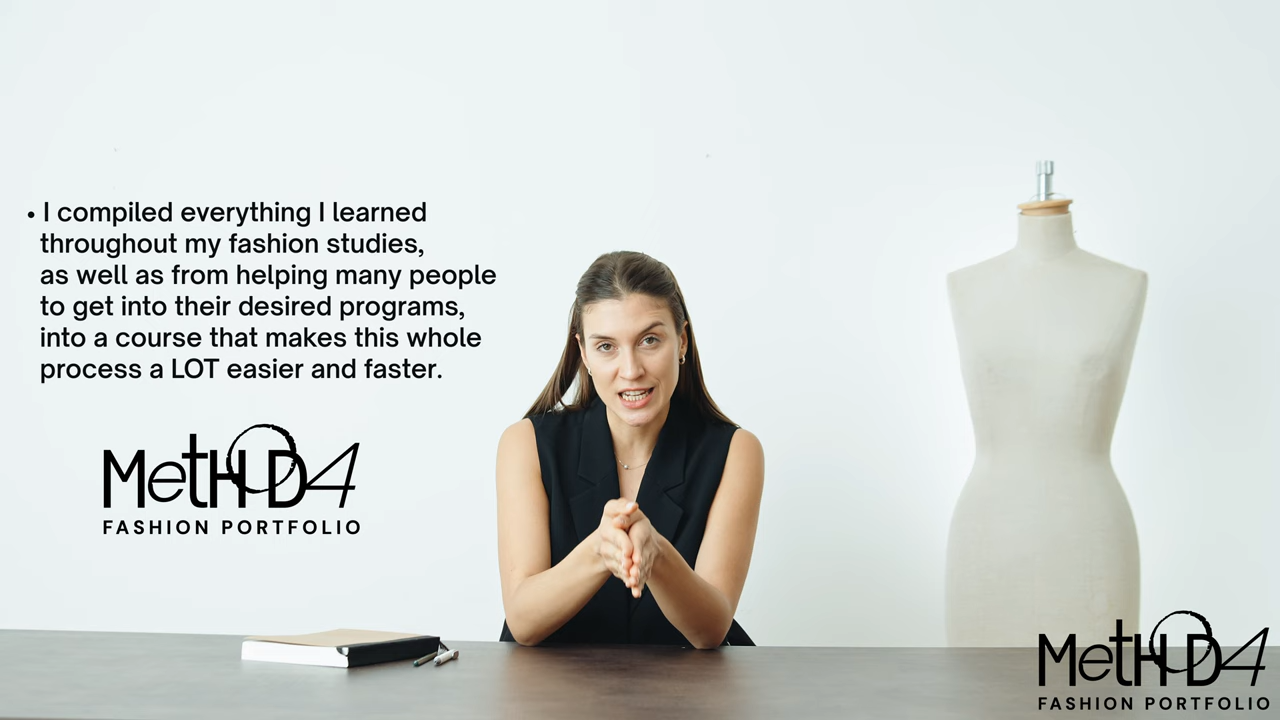 • I compiled everything I learned
throughout my fashion studies,
as well as from helping many people
to get into their desired programs,
into a course that makes this whole
process a LOT easier and faster.
MetHOD4
FASHION PORTFOLIO
MetHOD4
FASHION PORTFOLIO